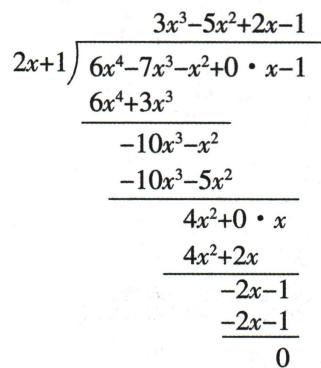 3x³−5x²+2x−1
2x+1 6x⁴−7x³−x²+0 · x−1
6x⁴+3x³
−10x³−x²
−10x³−5x²
4x²+0 · x
4x²+2x
−2x−1
−2x−1
0